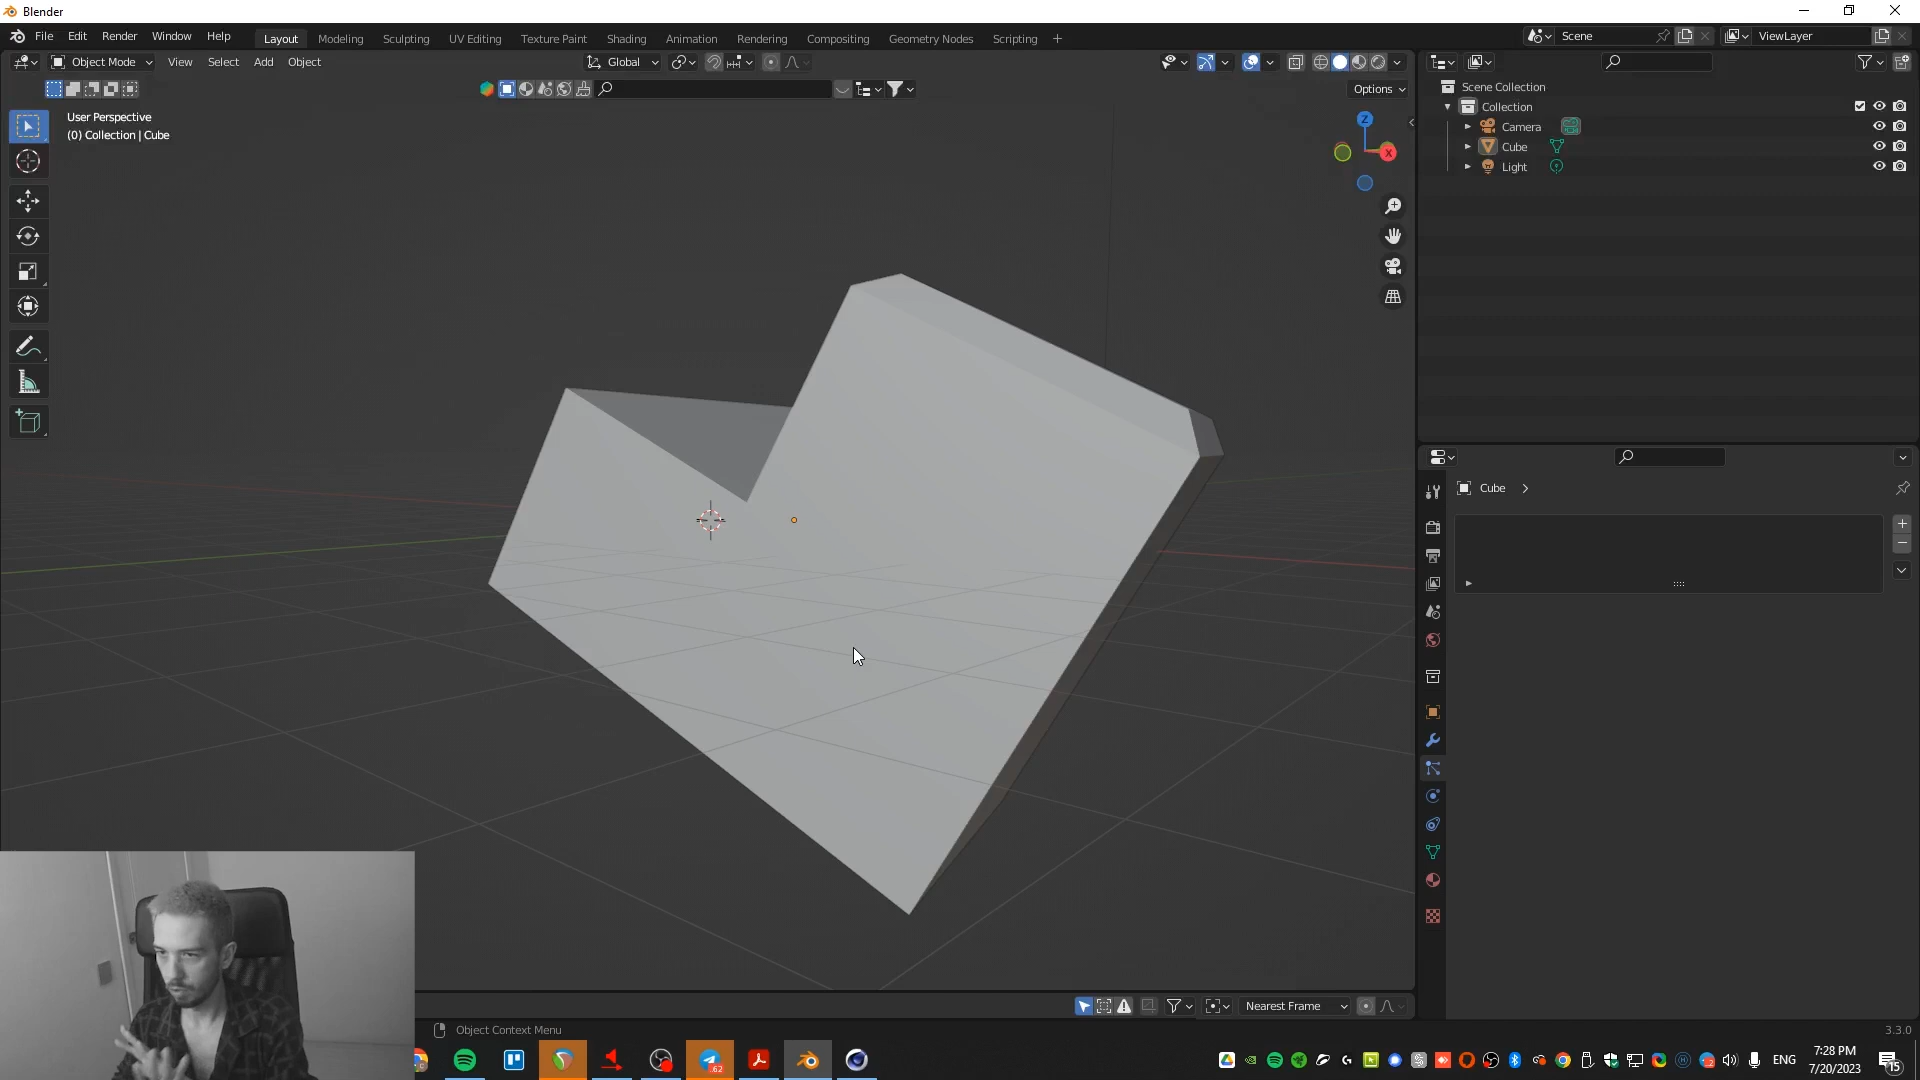 Blender
File Edit Render Window Help
Layout Modeling Sculpting UV Editing Texture Paint Shading Animation Rendering Compositing Geometry Nodes Scripting +
Scene
ViewLayer
Object Mode View Select Add Object
Global
Options
User Perspective
(0) Collection | Cube
Z
X
Scene Collection
Collection
Camera
Cube
Light
Cube
Nearest Frame
Object Context Menu
3.3.0
62
ENG
7:28 PM
7/20/2023
15